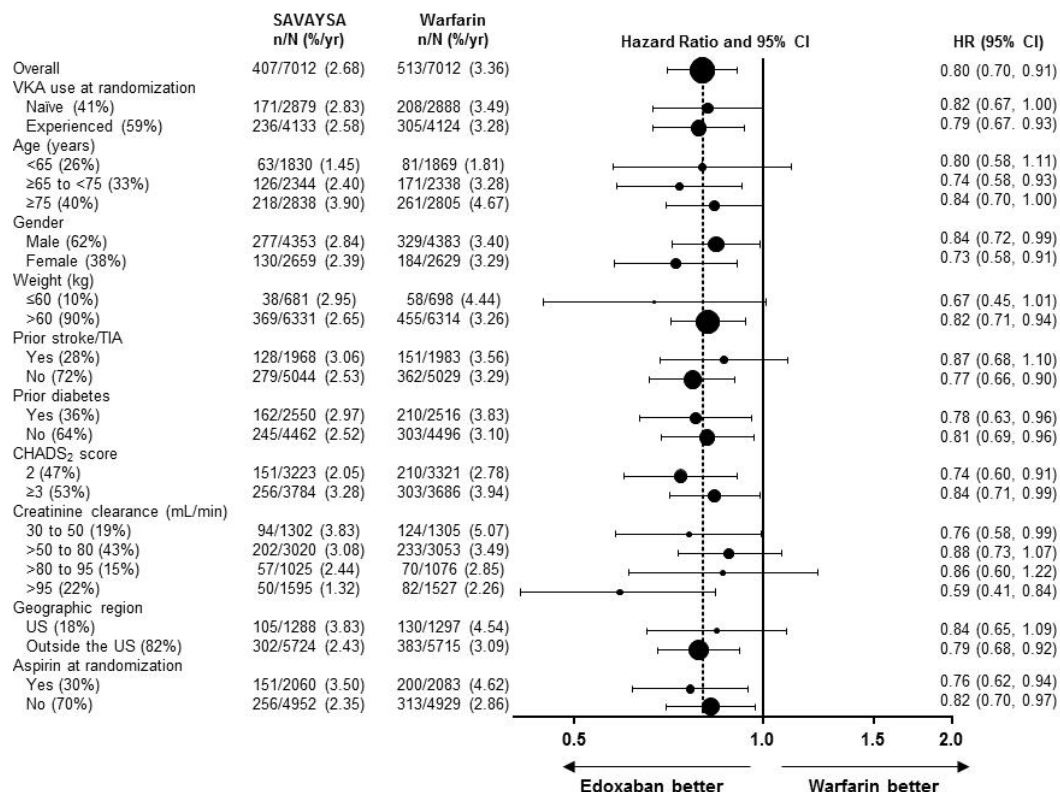 SAVAYSA Warfarin
n/N (%/yr) n/N (%/yr) Hazard Ratio and 95% CI HR (95% CI)
Overall 407/7012 (2.68) 513/7012 (3.36) 0.80 (0.70, 0.91)
VKA use at randomization
Naïve (41%) 171/2879 (2.83) 208/2888 (3.49) 0.82 (0.67, 1.00)
Experienced (59%) 236/4133 (2.58) 305/4124 (3.28) 0.79 (0.67. 0.93)
Age (years)
<65 (26%) 63/1830 (1.45) 81/1869 (1.81) 0.80 (0.58, 1.11)
≥65 to <75 (33%) 126/2344 (2.40) 171/2338 (3.28) 0.74 (0.58, 0.93)
≥75 (40%) 218/2838 (3.90) 261/2805 (4.67) 0.84 (0.70, 1.00)
Gender
Male (62%) 277/4353 (2.84) 329/4383 (3.40) 0.84 (0.72, 0.99)
Female (38%) 130/2659 (2.39) 184/2629 (3.29) 0.73 (0.58, 0.91)
Weight (kg)
≤60 (10%) 38/681 (2.95) 58/698 (4.44) 0.67 (0.45, 1.01)
>60 (90%) 369/6331 (2.65) 455/6314 (3.26) 0.82 (0.71, 0.94)
Prior stroke/TIA
Yes (28%) 128/1968 (3.06) 151/1983 (3.56) 0.87 (0.68, 1.10)
No (72%) 279/5044 (2.53) 362/5029 (3.29) 0.77 (0.66, 0.90)
Prior diabetes
Yes (36%) 162/2550 (2.97) 210/2516 (3.83) 0.78 (0.63, 0.96)
No (64%) 245/4462 (2.52) 303/4496 (3.10) 0.81 (0.69, 0.96)
CHADS₂ score
2 (47%) 151/3223 (2.05) 210/3321 (2.78) 0.74 (0.60, 0.91)
≥3 (53%) 256/3784 (3.28) 303/3686 (3.94) 0.84 (0.71, 0.99)
Creatinine clearance (mL/min)
30 to 50 (19%) 94/1302 (3.83) 124/1305 (5.07) 0.76 (0.58, 0.99)
>50 to 80 (43%) 202/3020 (3.08) 233/3053 (3.49) 0.88 (0.73, 1.07)
>80 to 95 (15%) 57/1025 (2.44) 70/1076 (2.85) 0.86 (0.60, 1.22)
>95 (22%) 50/1595 (1.32) 82/1527 (2.26) 0.59 (0.41, 0.84)
Geographic region
US (18%) 105/1288 (3.83) 130/1297 (4.54) 0.84 (0.65, 1.09)
Outside the US (82%) 302/5724 (2.43) 383/5715 (3.09) 0.79 (0.68, 0.92)
Aspirin at randomization
Yes (30%) 151/2060 (3.50) 200/2083 (4.62) 0.76 (0.62, 0.94)
No (70%) 256/4952 (2.35) 313/4929 (2.86) 0.82 (0.70, 0.97)
0.5 1.0 1.5 2.0
Edoxaban better Warfarin better